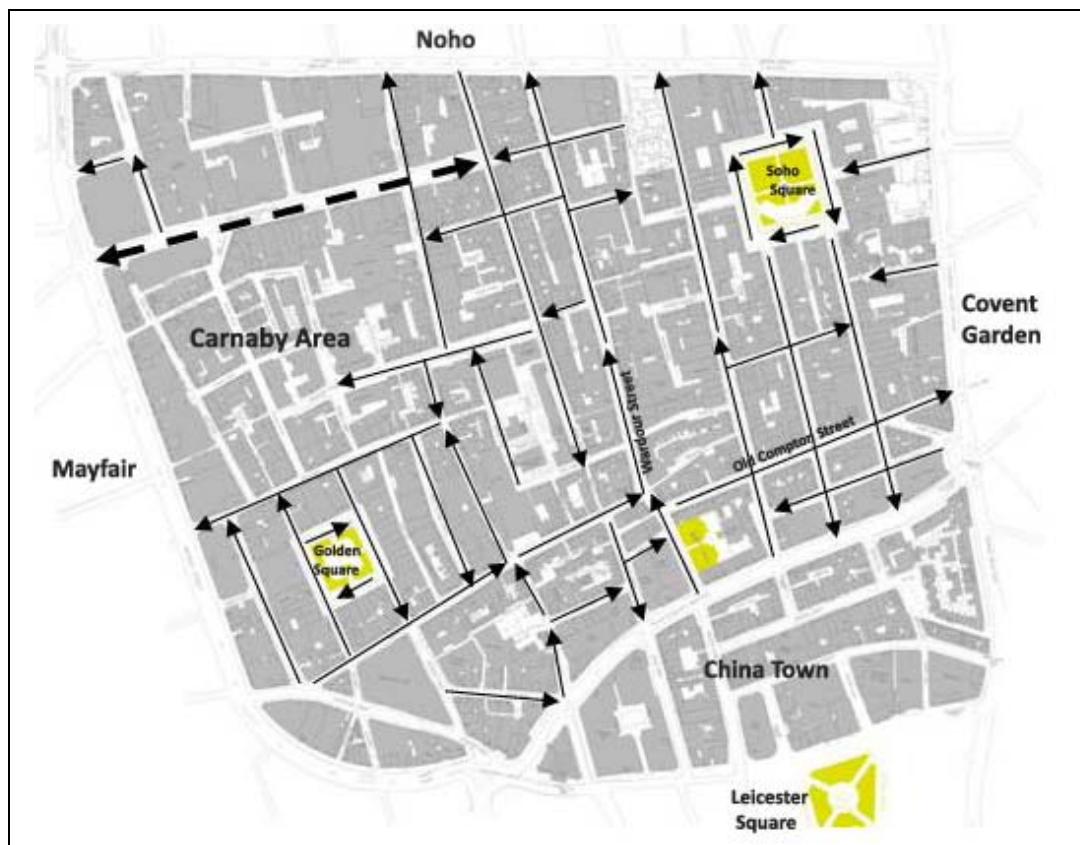 Noho
Soho
Square
Covent
Garden
Carnaby Area
Wardour Street
Old Compton Street
Mayfair
Golden
Square
China Town
Leicester
Square